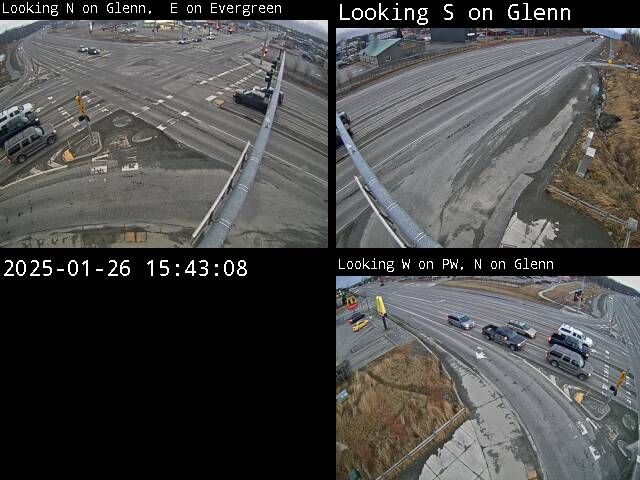 Looking N on Glenn,  E on Evergreen
Looking S on Glenn
2025-01-26 15:43:08
Looking W on PW, N on Glenn